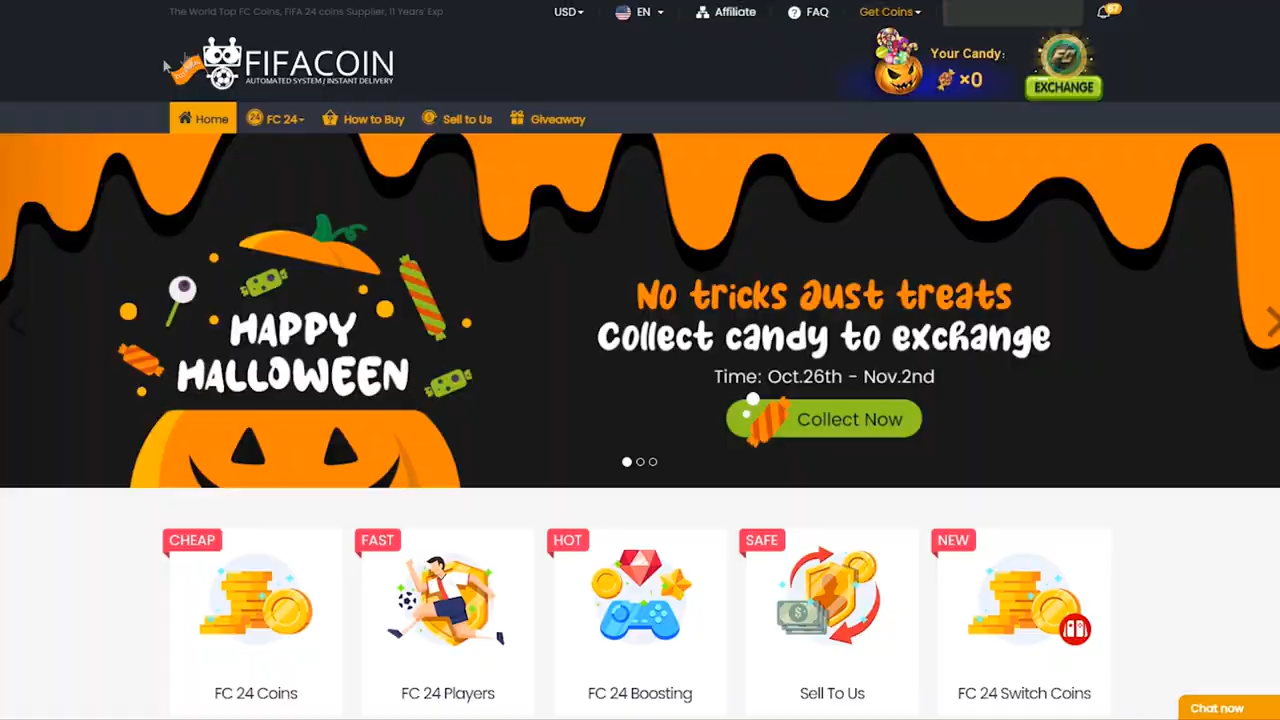 The World Top FC Coins, FIFA 24 coins Supplier, 11 Years' Exp
USD
EN
Affiliate
FAQ
Get Coins
67
FIFACOIN
AUTOMATED SYSTEM / INSTANT DELIVERY
Your Candy:
×0
FC
EXCHANGE
Home
24
FC 24
How to Buy
Sell to Us
Giveaway
HAPPY
HALLOWEEN
No tricks Just treats
Collect candy to exchange
Time: Oct.26th - Nov.2nd
Collect Now
CHEAP
FAST
HOT
SAFE
NEW
FC 24 Coins
FC 24 Players
FC 24 Boosting
Sell To Us
FC 24 Switch Coins
Chat now